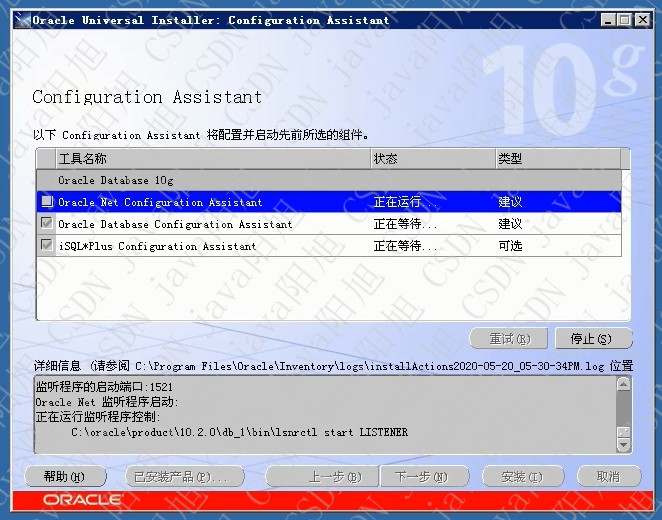 Oracle Universal Installer: Configuration Assistant
10g
Configuration Assistant
以下 Configuration Assistant 将配置并启动先前所选的组件。
工具名称 状态 类型
Oracle Database 10g
Oracle Net Configuration Assistant 正在运行... 建议
Oracle Database Configuration Assistant 正在等待... 建议
iSQL*Plus Configuration Assistant 正在等待... 可选
重试(R) 停止(S)
详细信息 (请参阅 C:\Program Files\Oracle\Inventory\logs\installActions2020-05-20_05-30-34PM.log 位置
监听程序的启动端口:1521
Oracle Net 监听程序启动:
正在运行监听程序控制:
C:\oracle\product\10.2.0\db_1\bin\lsnrctl start LISTENER
帮助(H) 已安装产品(P)... 上一步(B) 下一步(N) 安装(I) 取消
ORACLE
CSDN java阳旭